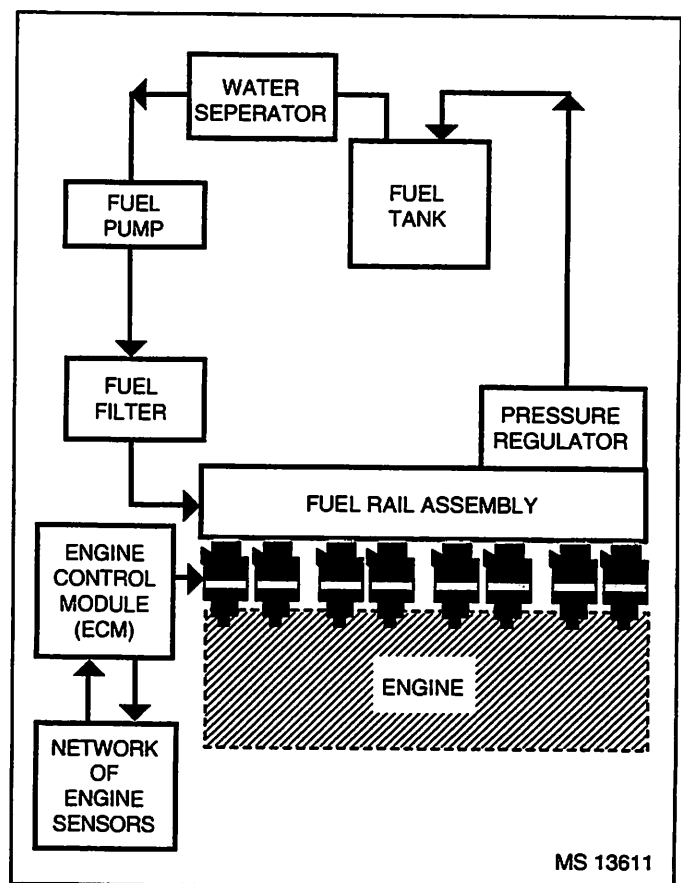 WATER
SEPERATOR
FUEL
PUMP
FUEL
TANK
FUEL
FILTER
PRESSURE
REGULATOR
FUEL RAIL ASSEMBLY
ENGINE
CONTROL
MODULE
(ECM)
ENGINE
NETWORK
OF
ENGINE
SENSORS
MS 13611